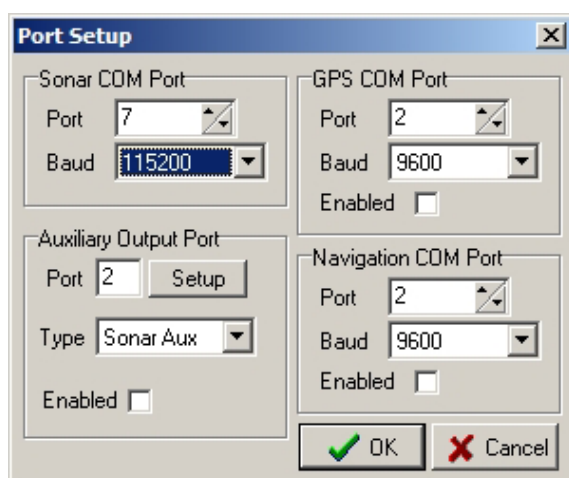 Port Setup
Sonar COM Port
Port 7
Baud 115200
GPS COM Port
Port 2
Baud 9600
Enabled
Auxiliary Output Port
Port 2 Setup
Type Sonar Aux
Enabled
Navigation COM Port
Port 2
Baud 9600
Enabled
OK Cancel